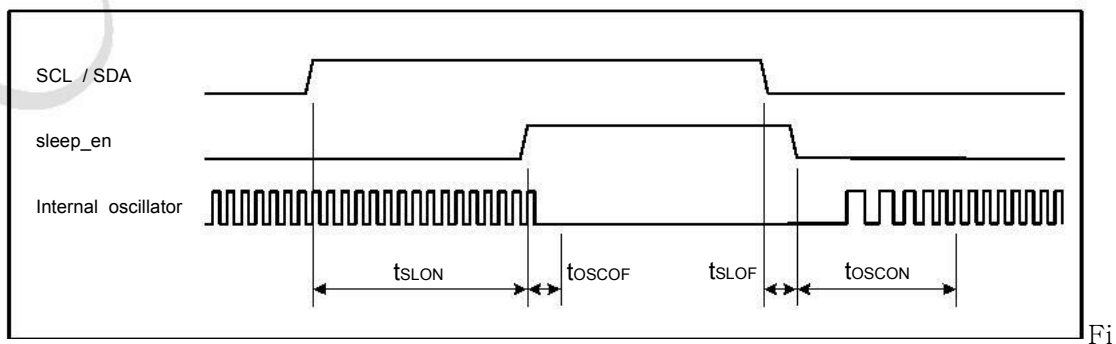 SCL / SDA
sleep_en
Internal oscillator
tSLON
tOSCOF
tSLOF
tOSCON
Fi